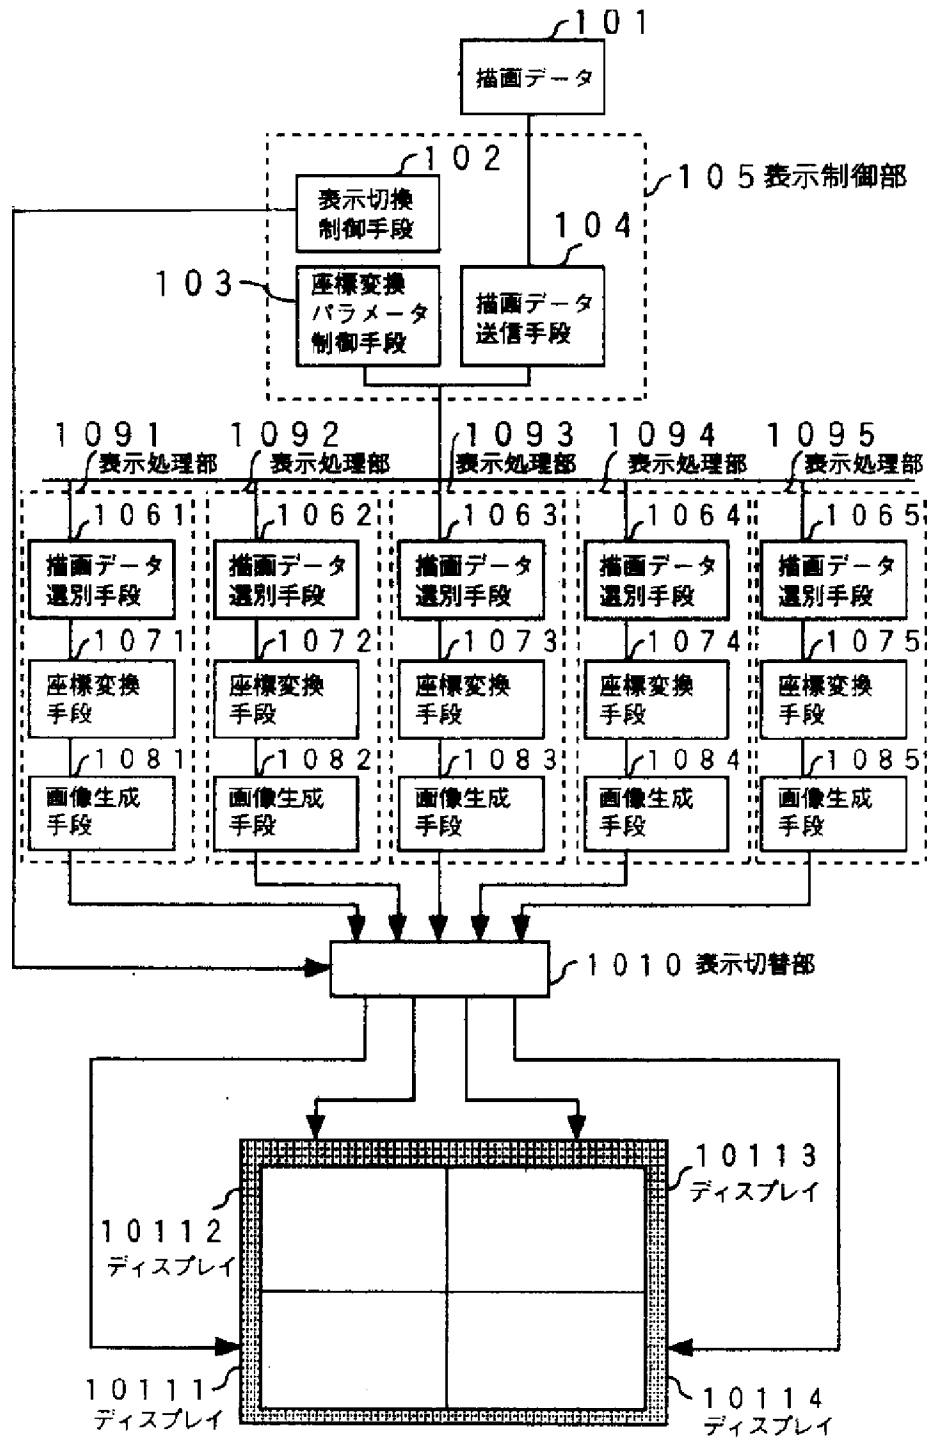 １０１
描画データ
１０２
１０５表示制御部
表示切換
制御手段
１０４
１０３
座標変換
パラメータ
制御手段
描画データ
送信手段
１０９１
表示処理部
１０９２
表示処理部
１０９３
表示処理部
１０９４
表示処理部
１０９５
表示処理部
１０６１
１０６２
１０６３
１０６４
１０６５
描画データ
選別手段
描画データ
選別手段
描画データ
選別手段
描画データ
選別手段
描画データ
選別手段
１０７１
１０７２
１０７３
１０７４
１０７５
座標変換
手段
座標変換
手段
座標変換
手段
座標変換
手段
座標変換
手段
１０８１
１０８２
１０８３
１０８４
１０８５
画像生成
手段
画像生成
手段
画像生成
手段
画像生成
手段
画像生成
手段
１０１０表示切替部
１０１１３
ディスプレイ
１０１１２
ディスプレイ
１０１１１
ディスプレイ
１０１１４
ディスプレイ